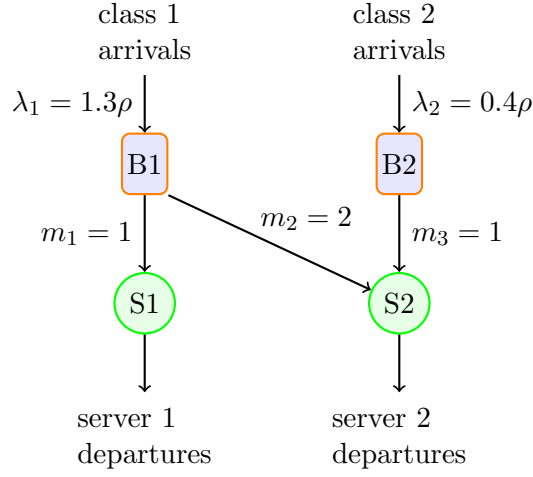 class 1
arrivals
class 2
arrivals
λ₁ = 1.3ρ
λ₂ = 0.4ρ
B1
B2
m₁ = 1
m₂ = 2
m₃ = 1
S1
S2
server 1
departures
server 2
departures